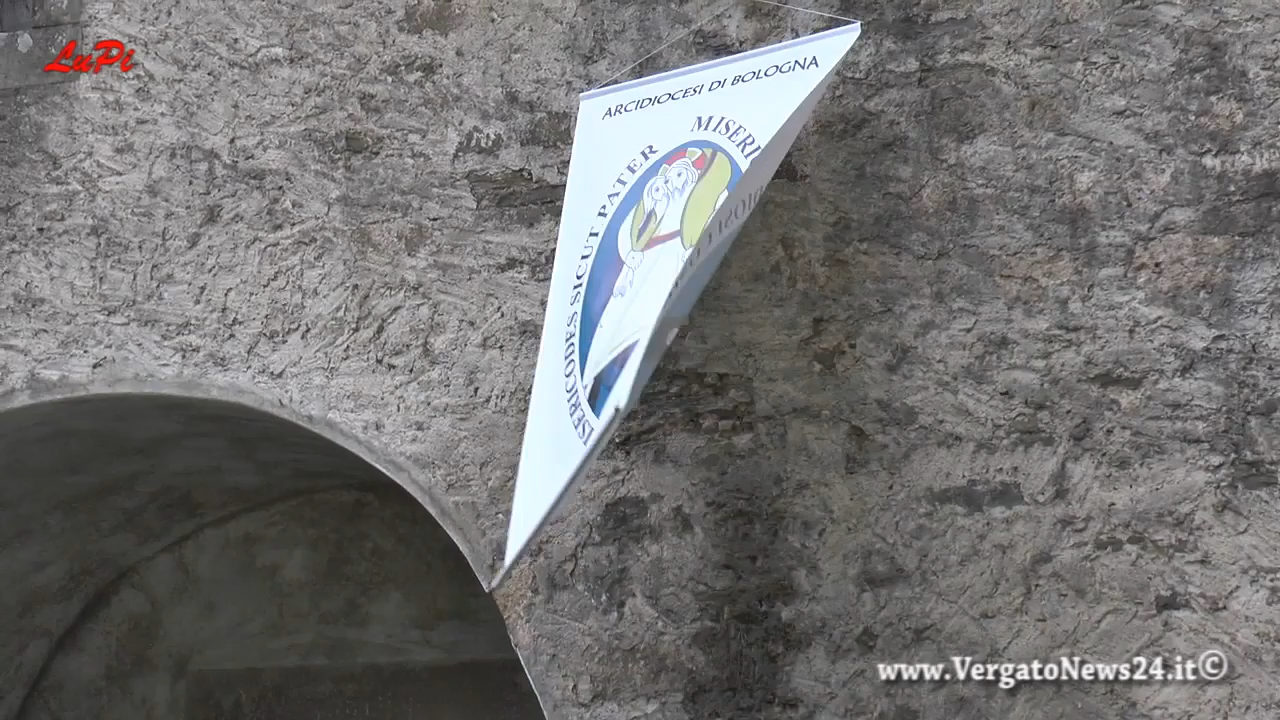 LuPi
ARCIDIOCESI DI BOLOGNA
MISERI
ISERICODES SICUT PATER
www.VergatoNews24.it©